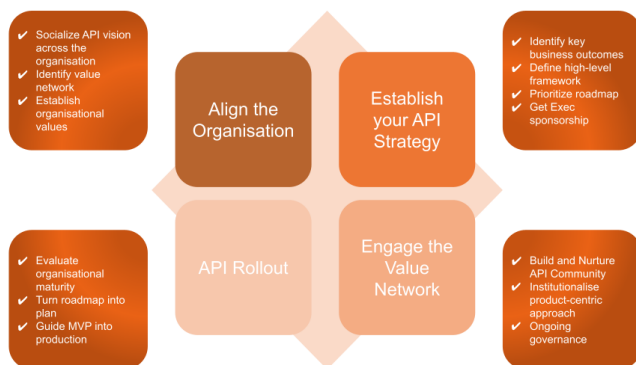 ✔ Socialize API vision
across the
organisation
✔ Identify value
network
✔ Establish
organisational
values
Align the
Organisation
Establish
your API
Strategy
✔ Identify key
business outcomes
✔ Define high-level
framework
✔ Prioritize roadmap
✔ Get Exec
sponsorship
✔ Evaluate
organisational
maturity
✔ Turn roadmap into
plan
✔ Guide MVP into
production
API Rollout
Engage the
Value
Network
✔ Build and Nurture
API Community
✔ Institutionalise
product-centric
approach
✔ Ongoing
governance